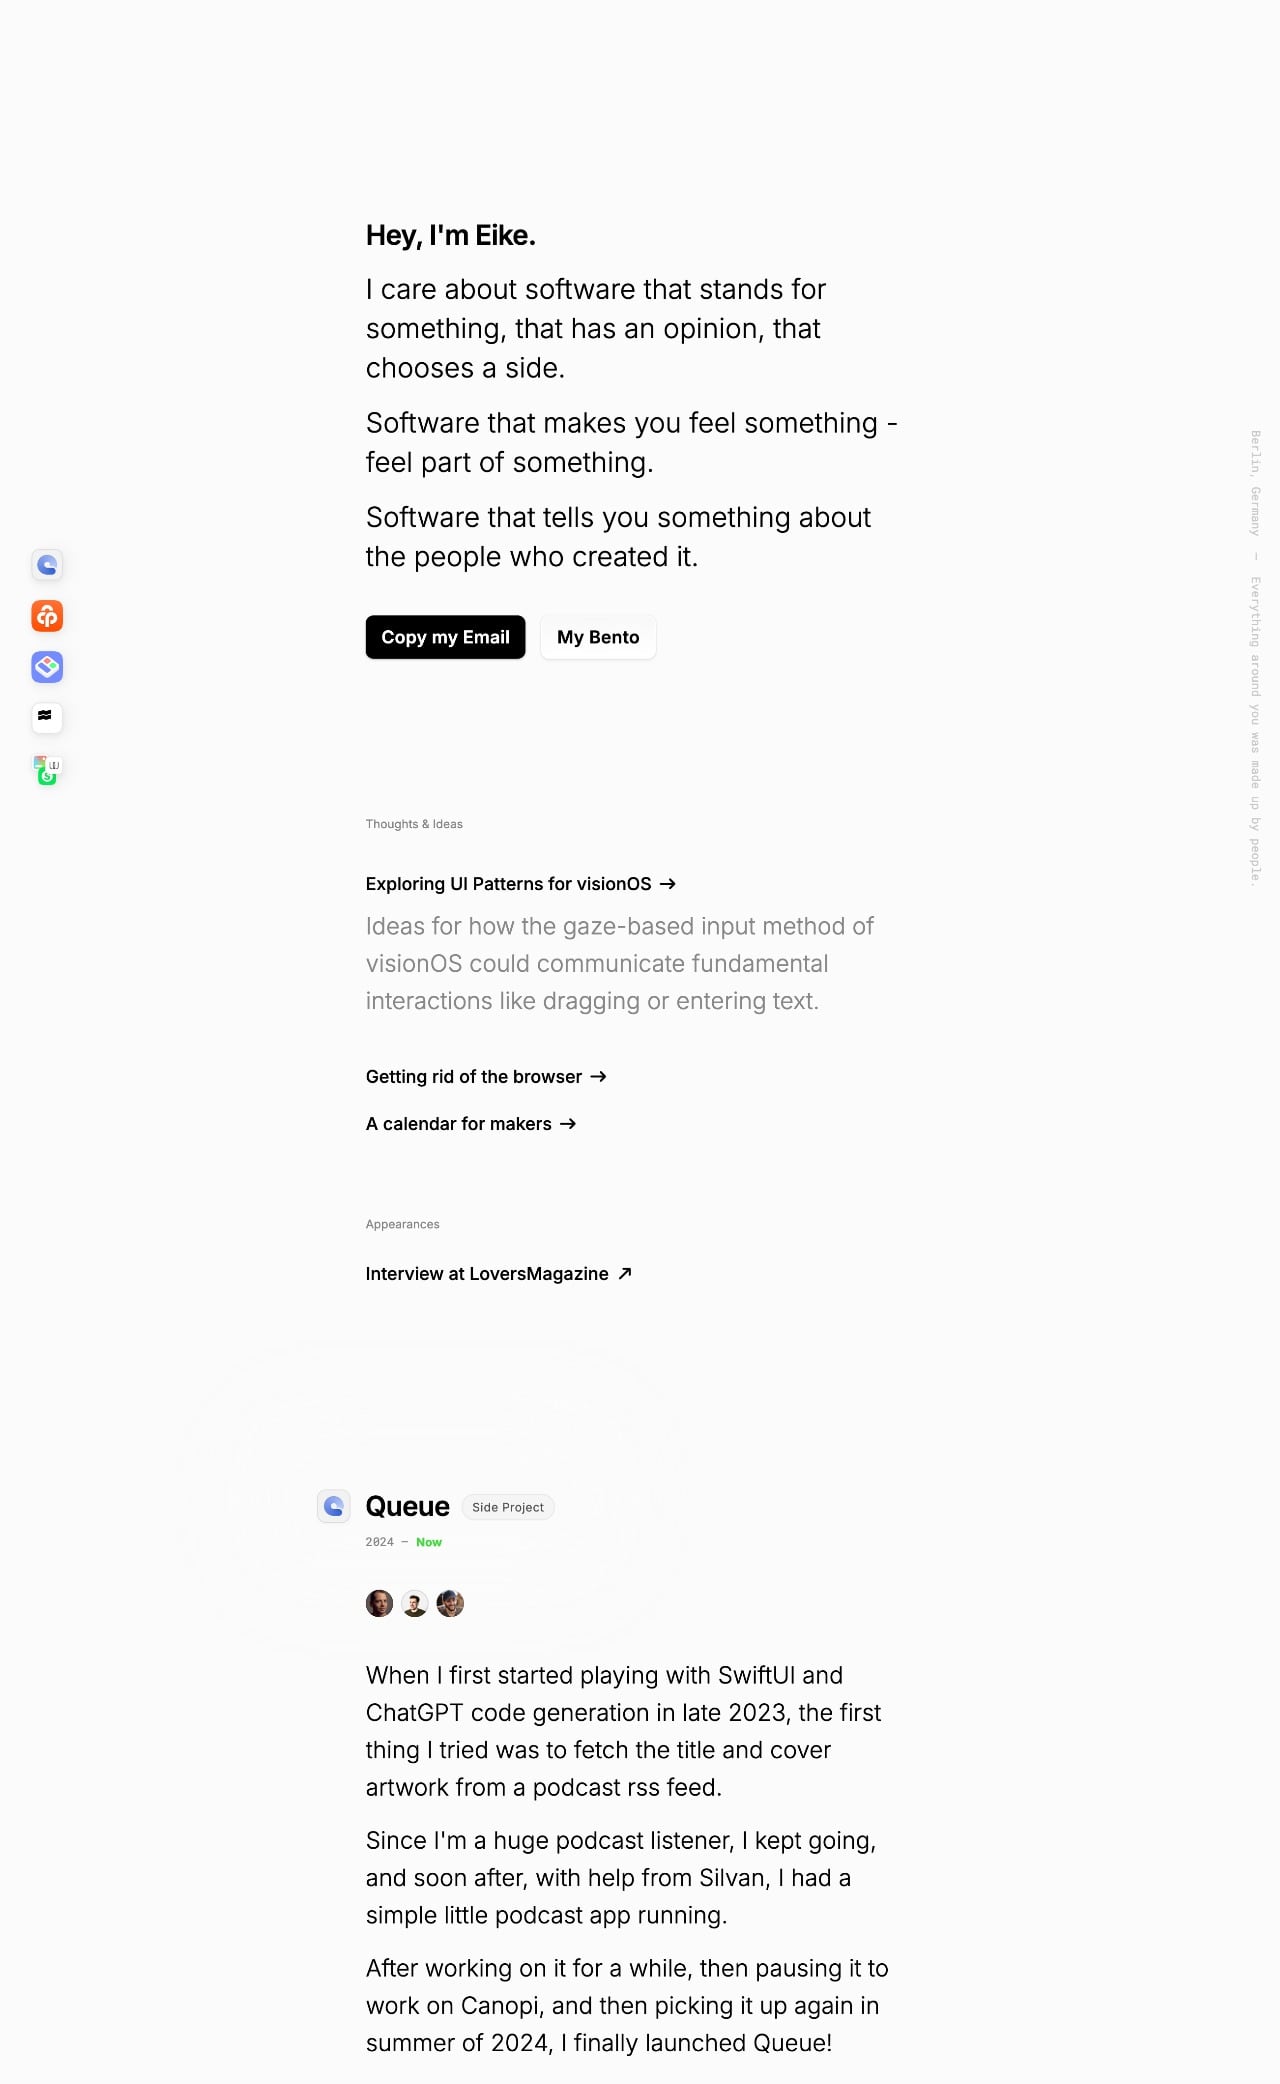 Hey, I'm Eike.
I care about software that stands for
something, that has an opinion, that
chooses a side.
Software that makes you feel something -
feel part of something.
Software that tells you something about
the people who created it.
Copy my Email
My Bento
Berlin, Germany — Everything around you was made up by people.
Thoughts & Ideas
Exploring UI Patterns for visionOS →
Ideas for how the gaze-based input method of
visionOS could communicate fundamental
interactions like dragging or entering text.
Getting rid of the browser →
A calendar for makers →
Appearances
Interview at LoversMagazine ↗
Queue
Side Project
2024 — Now
When I first started playing with SwiftUI and
ChatGPT code generation in late 2023, the first
thing I tried was to fetch the title and cover
artwork from a podcast rss feed.
Since I'm a huge podcast listener, I kept going,
and soon after, with help from Silvan, I had a
simple little podcast app running.
After working on it for a while, then pausing it to
work on Canopi, and then picking it up again in
summer of 2024, I finally launched Queue!